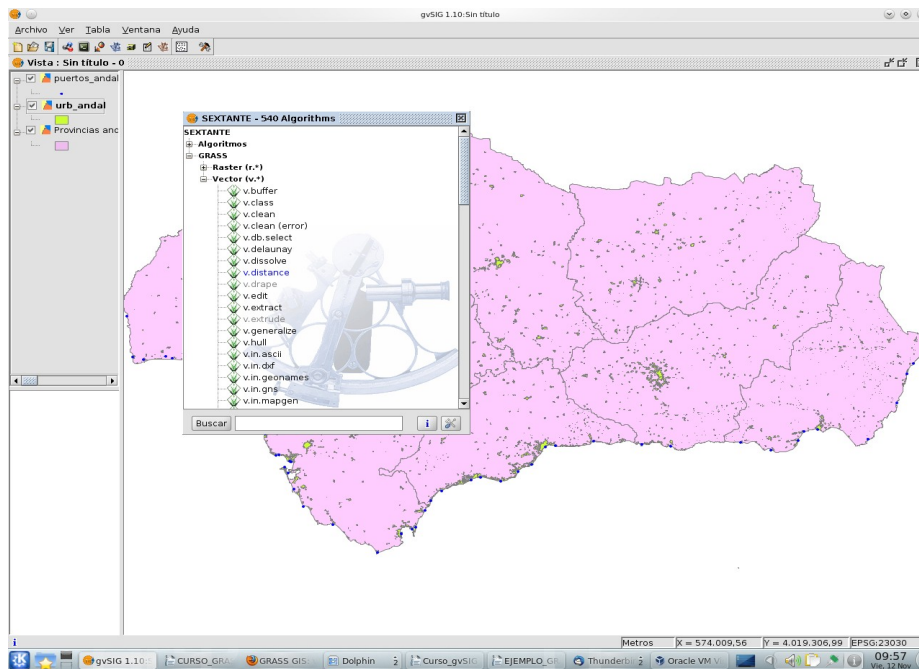 gvSIG 1.10:Sin título
Archivo Ver Tabla Ventana Ayuda
Vista : Sin título - 0
puertos_andal
urb_andal
Provincias and
SEXTANTE - 540 Algorithms
SEXTANTE
Algoritmos
GRASS
Raster (r.*)
Vector (v.*)
v.buffer
v.class
v.clean
v.clean (error)
v.db.select
v.delaunay
v.dissolve
v.distance
v.drape
v.edit
v.extract
v.extrude
v.generalize
v.hull
v.in.ascii
v.in.dxf
v.in.geonames
v.in.gns
v.in.mapgen
Buscar
Metros X = 574.009,56 Y = 4.019.306,99 EPSG:23030
gvSIG 1.10: CURSO_GRA GRASS GIS: Dolphin 2 Curso_gvSIG EJEMPLO_GR Thunderbi 2 Oracle VM Vi 09:57
Vie, 12 Nov